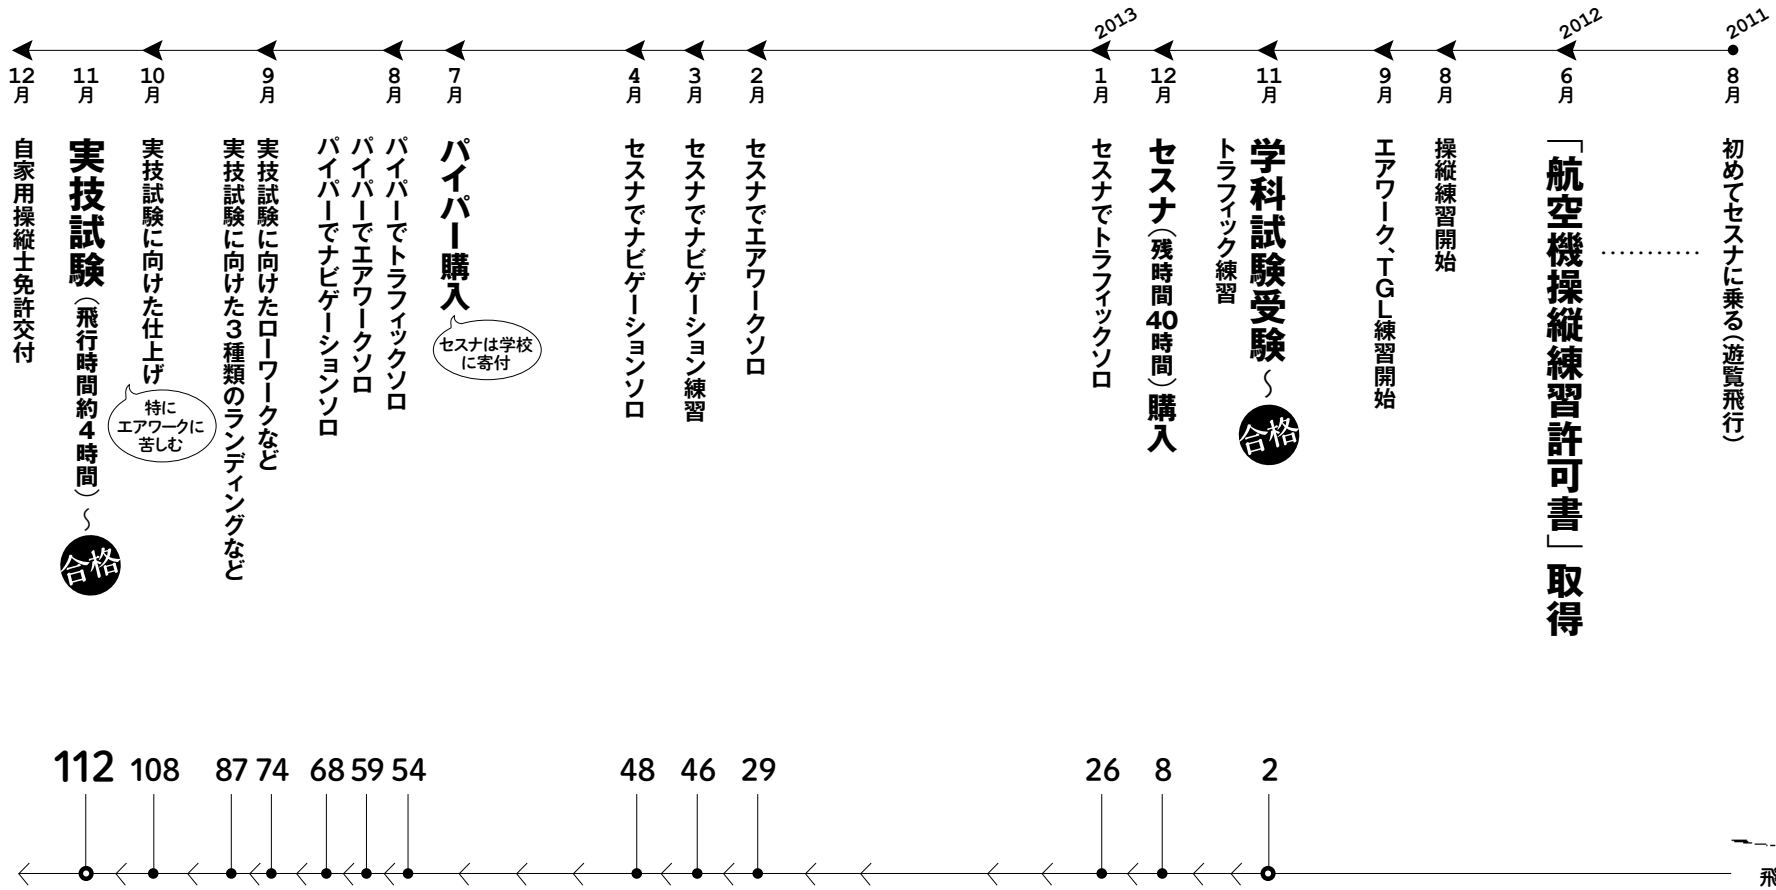 2011
8月
初めてセスナに乗る(遊覧飛行)
…………
2012
6月
「航空機操縦練習許可書」取得
8月
操縦練習開始
9月
エアワーク、TGL練習開始
11月
学科試験受験〜合格
トラフィック練習
12月
セスナ(残時間40時間)購入
2013
1月
セスナでトラフィックソロ
2月
セスナでエアワークソロ
3月
セスナでナビゲーション練習
4月
セスナでナビゲーションソロ
7月
パイパー購入
セスナは学校
に寄付
8月
パイパーでトラフィックソロ
パイパーでエアワークソロ
パイパーでナビゲーションソロ
9月
実技試験に向けたローワークなど
実技試験に向けた3種類のランディングなど
10月
実技試験に向けた仕上げ
特に
エアワークに
苦しむ
11月
実技試験(飛行時間約4時間)〜合格
12月
自家用操縦士免許交付
飛
2
8
26
29
46
48
54
59
68
74
87
108
112